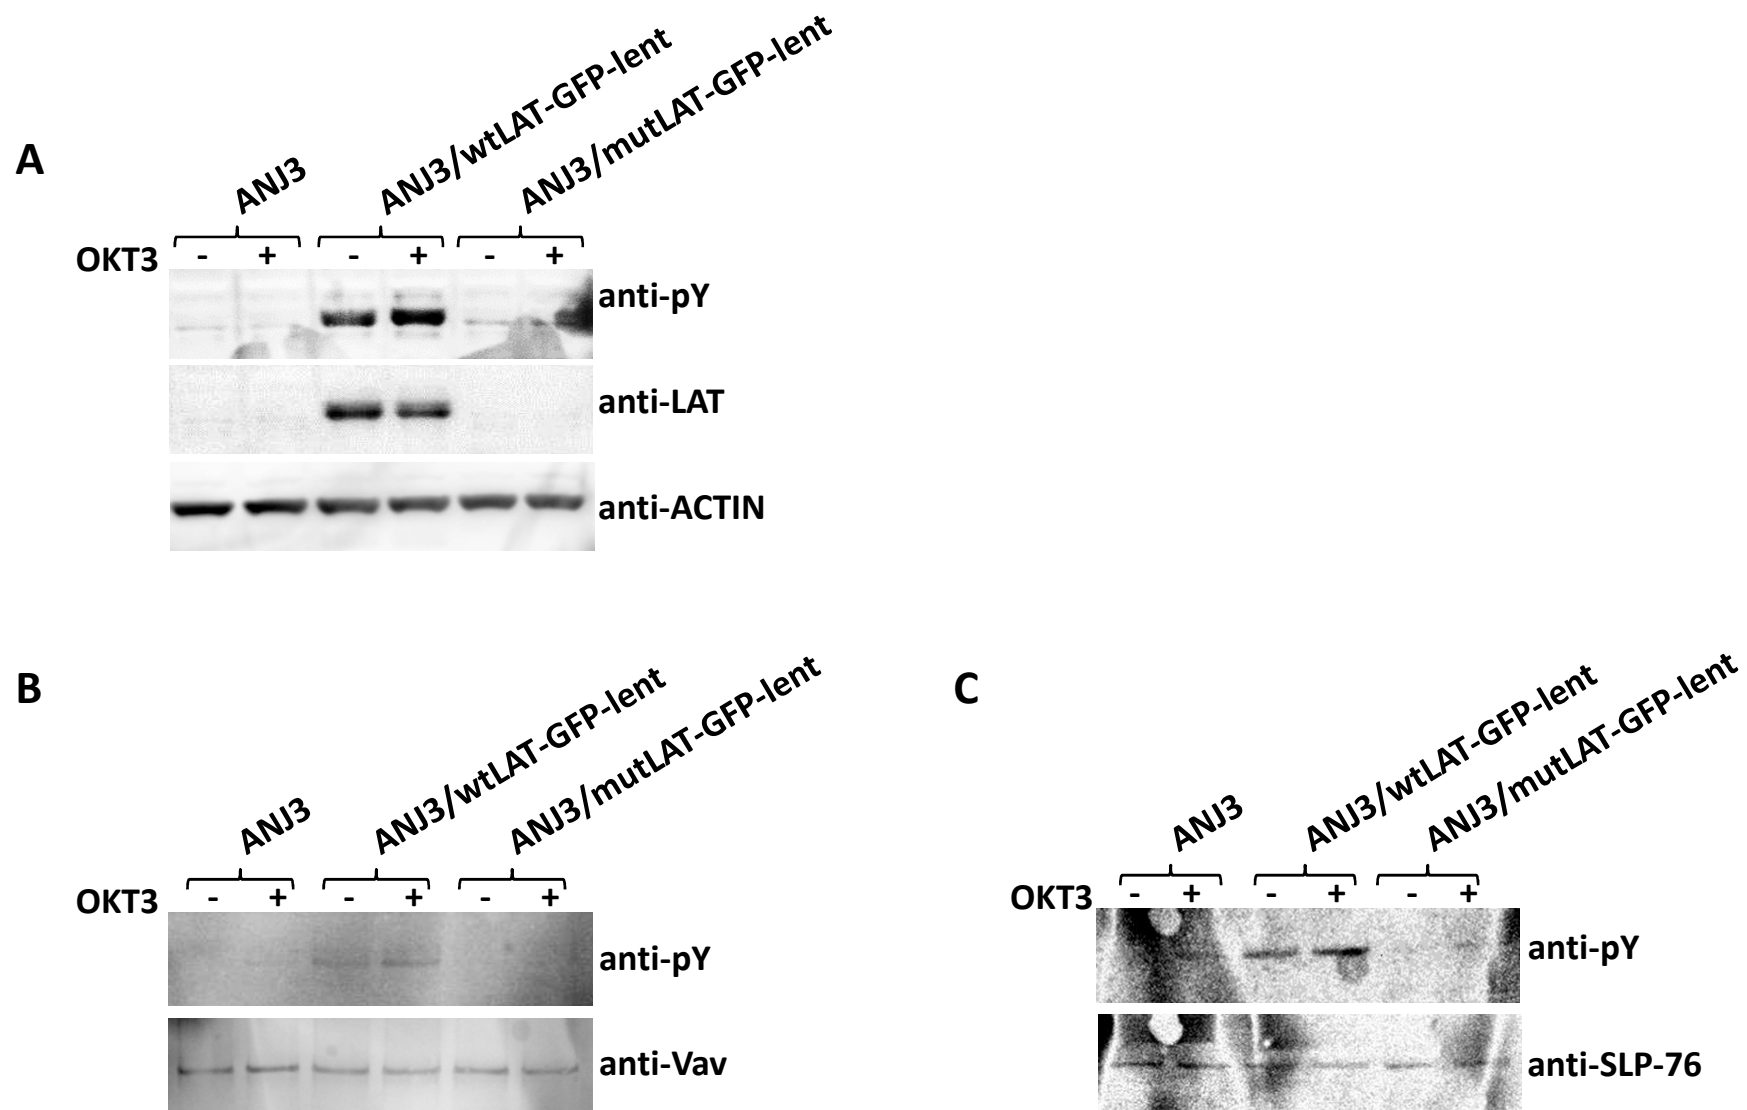 A
ANJ3
ANJ3/wtLAT-GFP-lent
ANJ3/mutLAT-GFP-lent
OKT3 - + - + - +
anti-pY
anti-LAT
anti-ACTIN
B
ANJ3
ANJ3/wtLAT-GFP-lent
ANJ3/mutLAT-GFP-lent
OKT3 - + - + - +
anti-pY
anti-Vav
C
ANJ3
ANJ3/wtLAT-GFP-lent
ANJ3/mutLAT-GFP-lent
OKT3 - + - + - +
anti-pY
anti-SLP-76